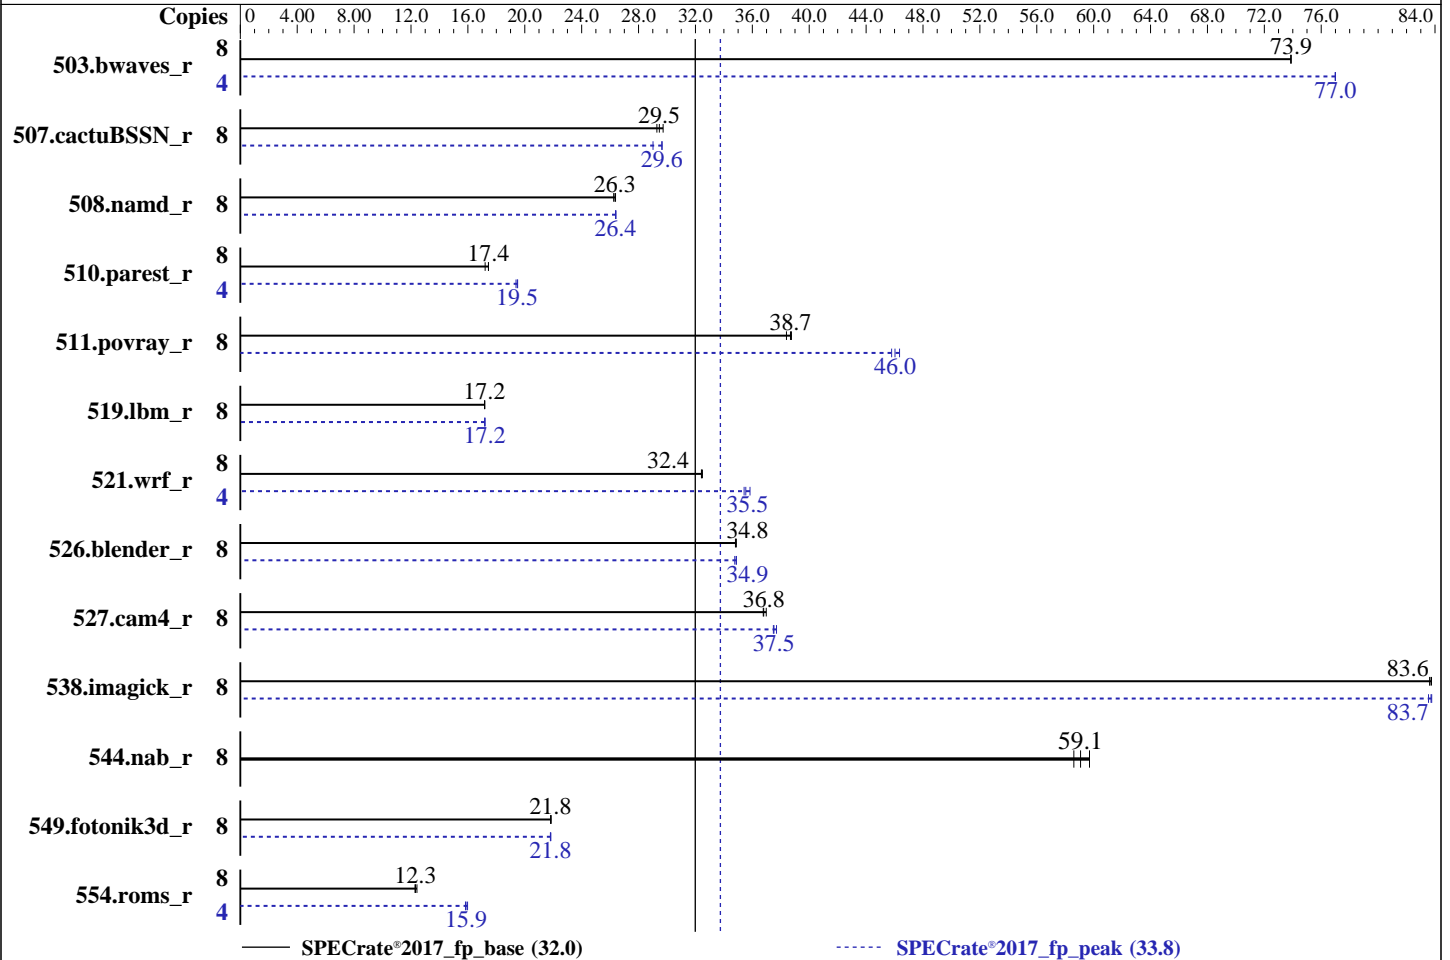 Copies 0 4.00 8.00 12.0 16.0 20.0 24.0 28.0 32.0 36.0 40.0 44.0 48.0 52.0 56.0 60.0 64.0 68.0 72.0 76.0 84.0
503.bwaves_r 8 73.9
4 77.0
507.cactuBSSN_r 8 29.5
29.6
508.namd_r 8 26.3
26.4
510.parest_r 8 17.4
4 19.5
511.povray_r 8 38.7
46.0
519.lbm_r 8 17.2
17.2
521.wrf_r 8 32.4
4 35.5
526.blender_r 8 34.8
34.9
527.cam4_r 8 36.8
37.5
538.imagick_r 8 83.6
83.7
544.nab_r 8 59.1
549.fotonik3d_r 8 21.8
21.8
554.roms_r 8 12.3
4 15.9
SPECrate®2017_fp_base (32.0) SPECrate®2017_fp_peak (33.8)